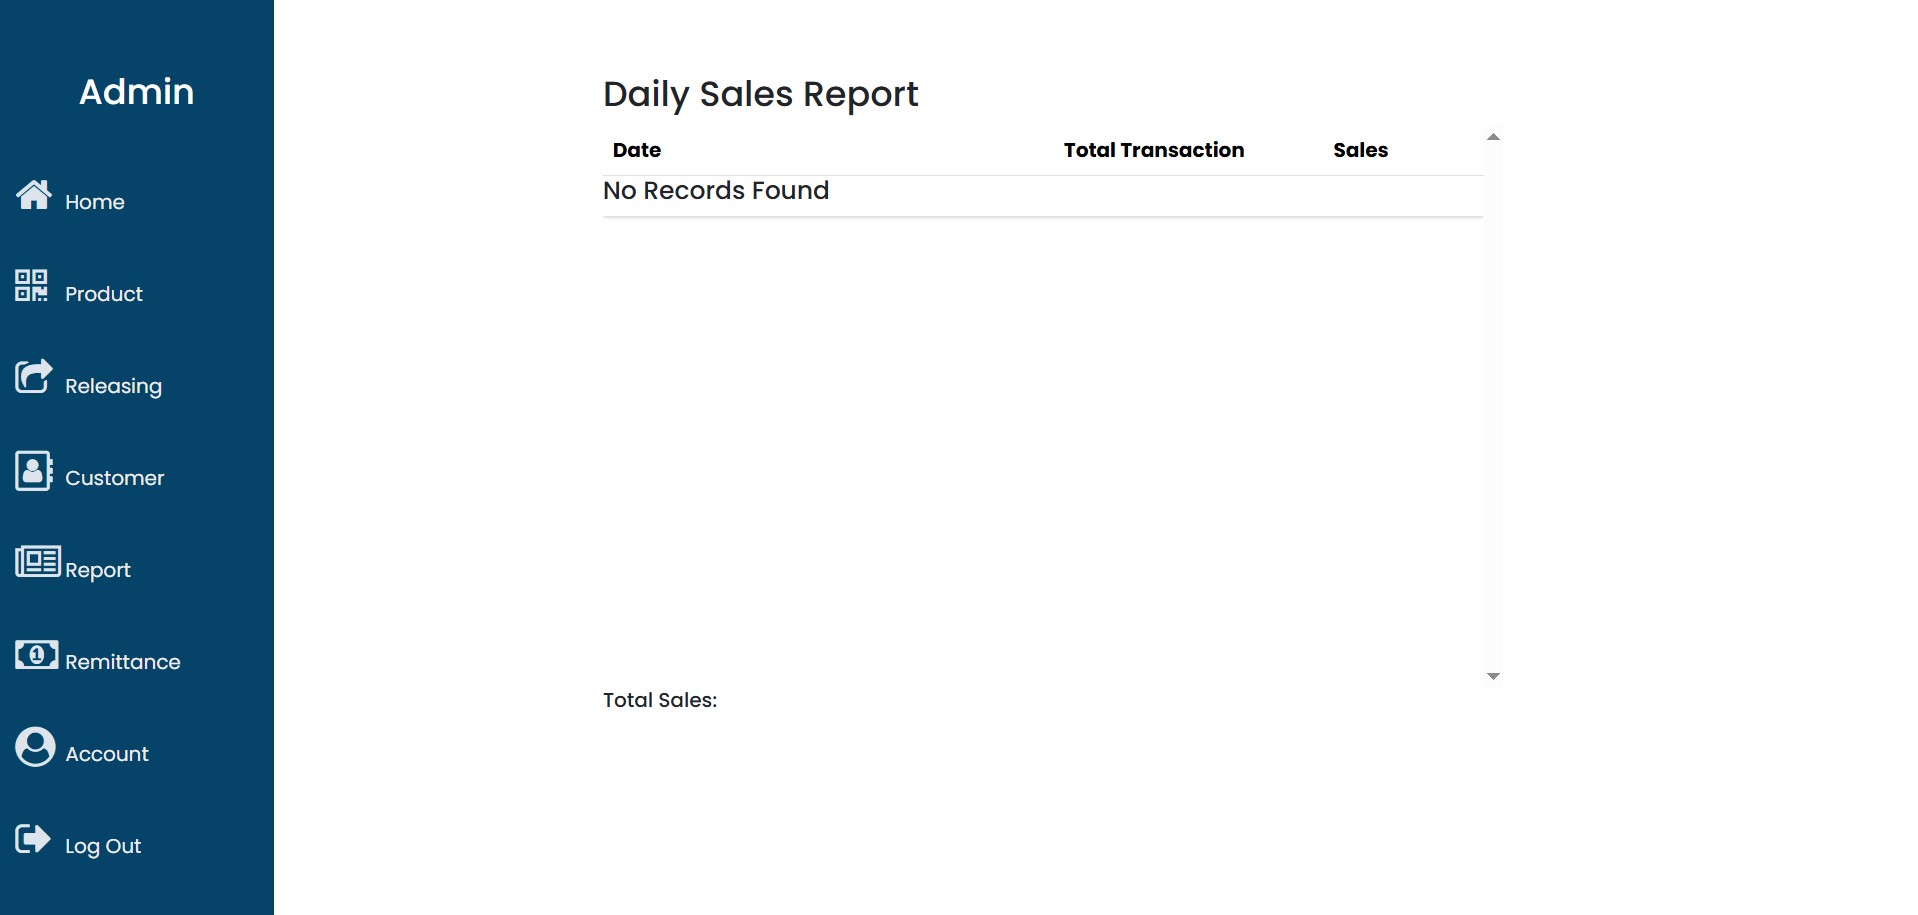 Admin
Home
Product
Releasing
Customer
Report
Remittance
Account
Log Out
Daily Sales Report
Date Total Transaction Sales
No Records Found
Total Sales: